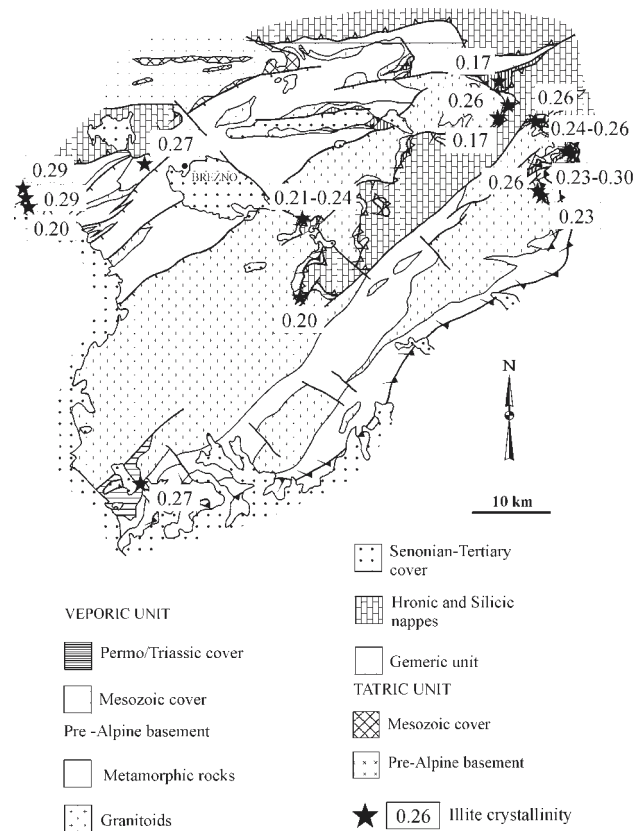 0.17
0.26
0.26
0.17
0.24-0.26
0.27
0.29
BREZNO
0.29
0.21-0.24
0.26
0.23-0.30
0.20
0.23
0.20
N
0.27
10 km
Senonian-Tertiary
cover
VEPORIC UNIT
Hronic and Silicic
nappes
Permo/Triassic cover
Gemeric unit
Mesozoic cover
TATRIC UNIT
Pre -Alpine basement
Mesozoic cover
Metamorphic rocks
Pre-Alpine basement
Granitoids
0.26 Illite crystallinity